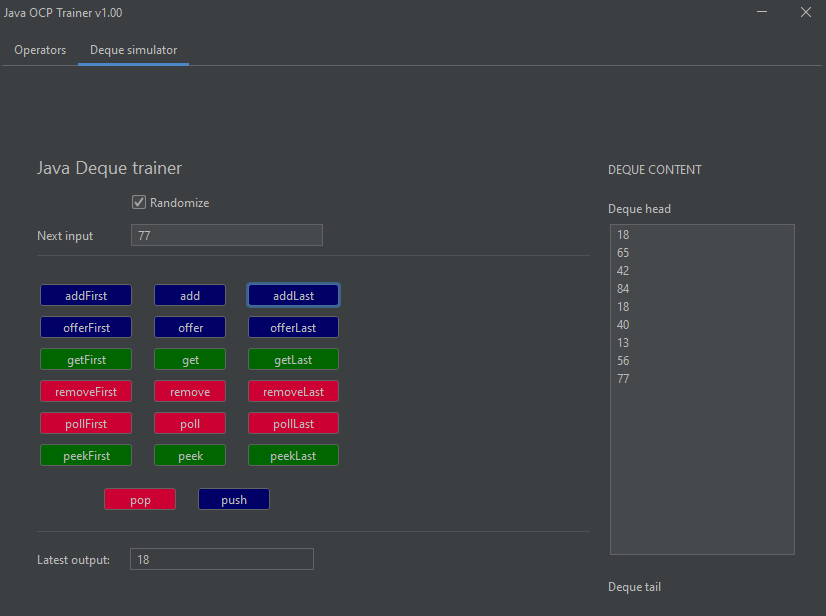 Java OCP Trainer v1.00
Operators Deque simulator
Java Deque trainer
Randomize
Next input 77
addFirst add addLast
offerFirst offer offerLast
getFirst get getLast
removeFirst remove removeLast
pollFirst poll pollLast
peekFirst peek peekLast
pop push
Latest output: 18
DEQUE CONTENT
Deque head
18
65
42
84
18
40
13
56
77
Deque tail